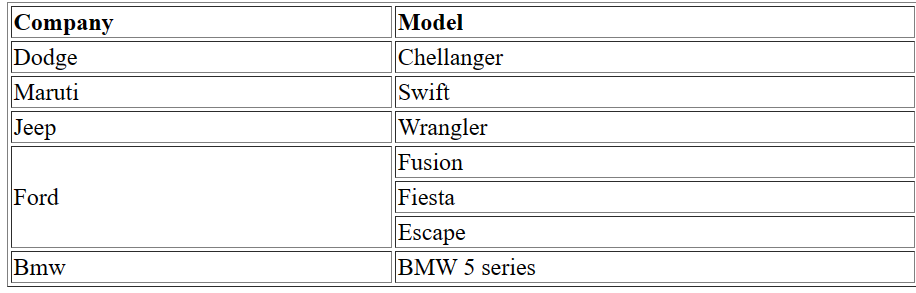 Company Model
Dodge Chellanger
Maruti Swift
Jeep Wrangler
Ford Fusion
Fiesta
Escape
Bmw BMW 5 series